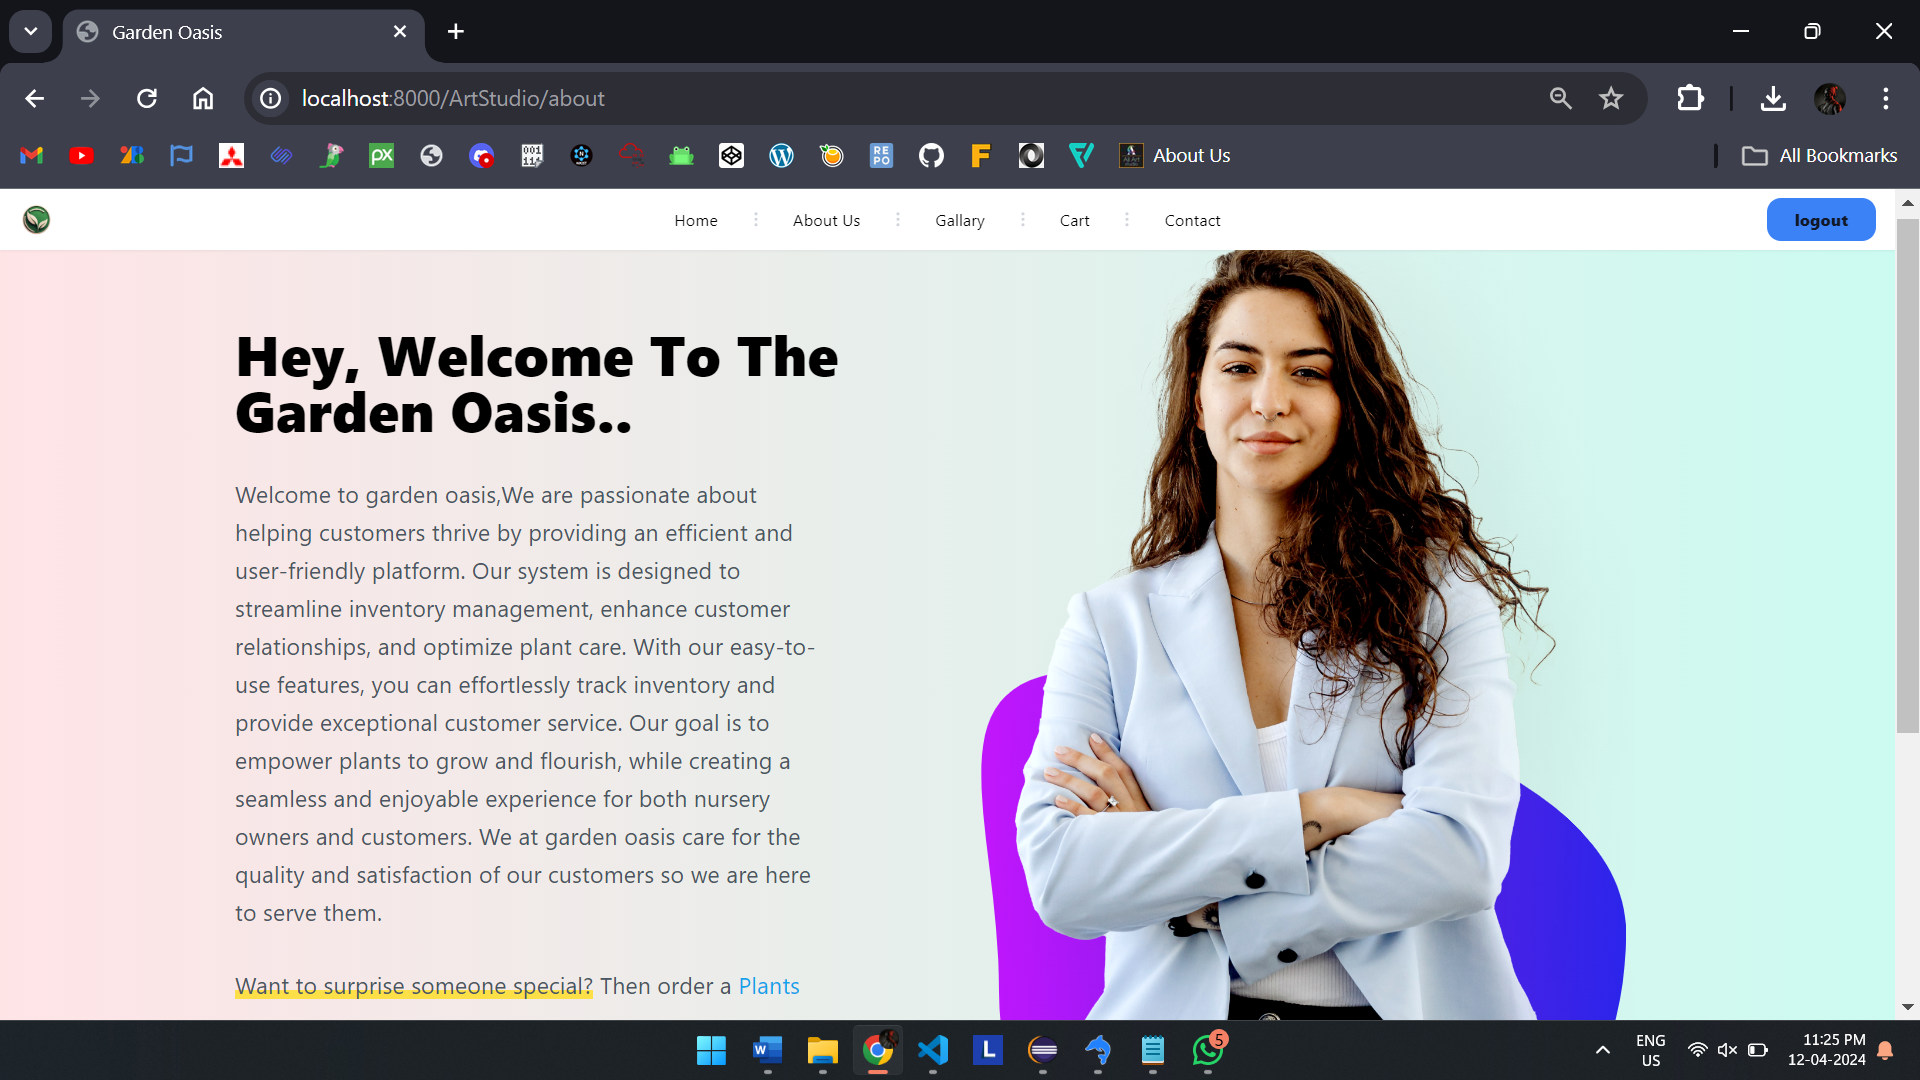 Garden Oasis
localhost:8000/ArtStudio/about
PX
001
111
RE
PO
F
About Us
All Bookmarks
Home
About Us
Gallary
Cart
Contact
logout
Hey, Welcome To The
Garden Oasis..
Welcome to garden oasis,We are passionate about
helping customers thrive by providing an efficient and
user-friendly platform. Our system is designed to
streamline inventory management, enhance customer
relationships, and optimize plant care. With our easy-to-
use features, you can effortlessly track inventory and
provide exceptional customer service. Our goal is to
empower plants to grow and flourish, while creating a
seamless and enjoyable experience for both nursery
owners and customers. We at garden oasis care for the
quality and satisfaction of our customers so we are here
to serve them.
Want to surprise someone special? Then order a Plants
W
L
5
ENG
US
11:25 PM
12-04-2024